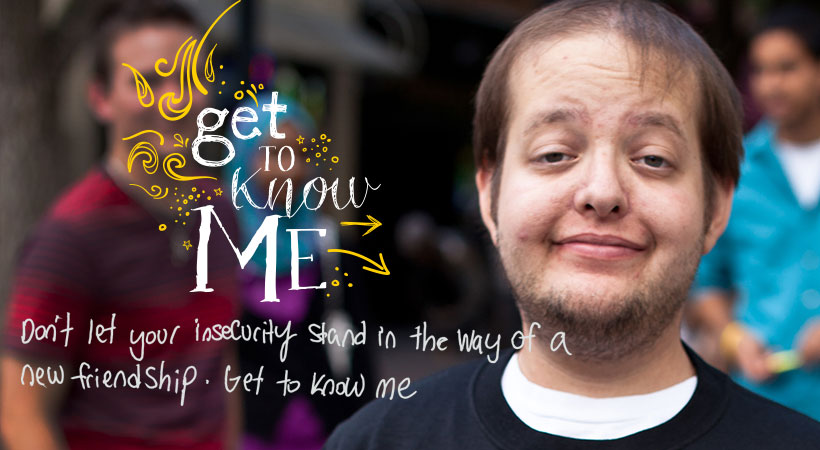 get
TO
know
ME
Don't let your insecurity stand in the way of a
new friendship. Get to know me